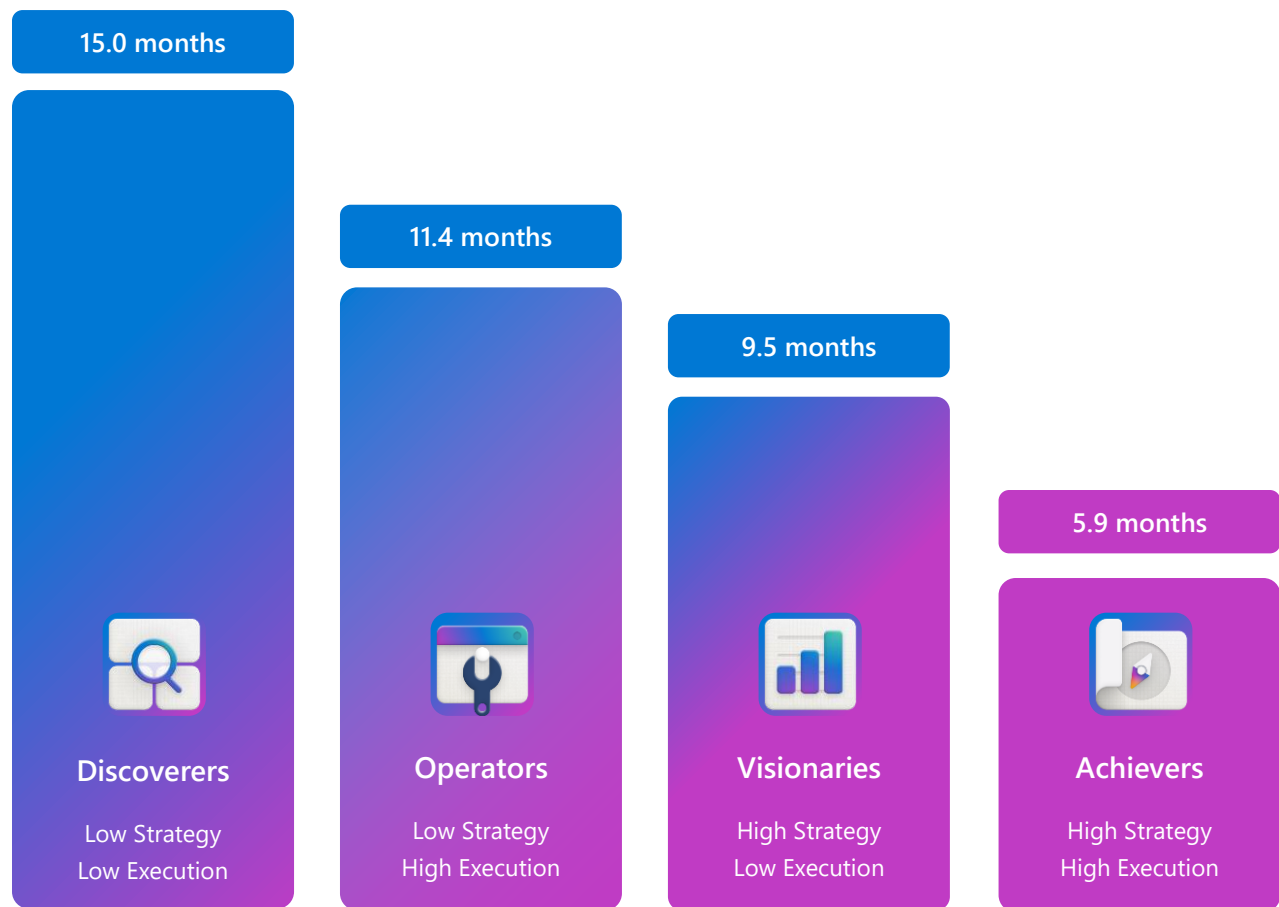 15.0 months
Discoverers
Low Strategy
Low Execution
11.4 months
Operators
Low Strategy
High Execution
9.5 months
Visionaries
High Strategy
Low Execution
5.9 months
Achievers
High Strategy
High Execution